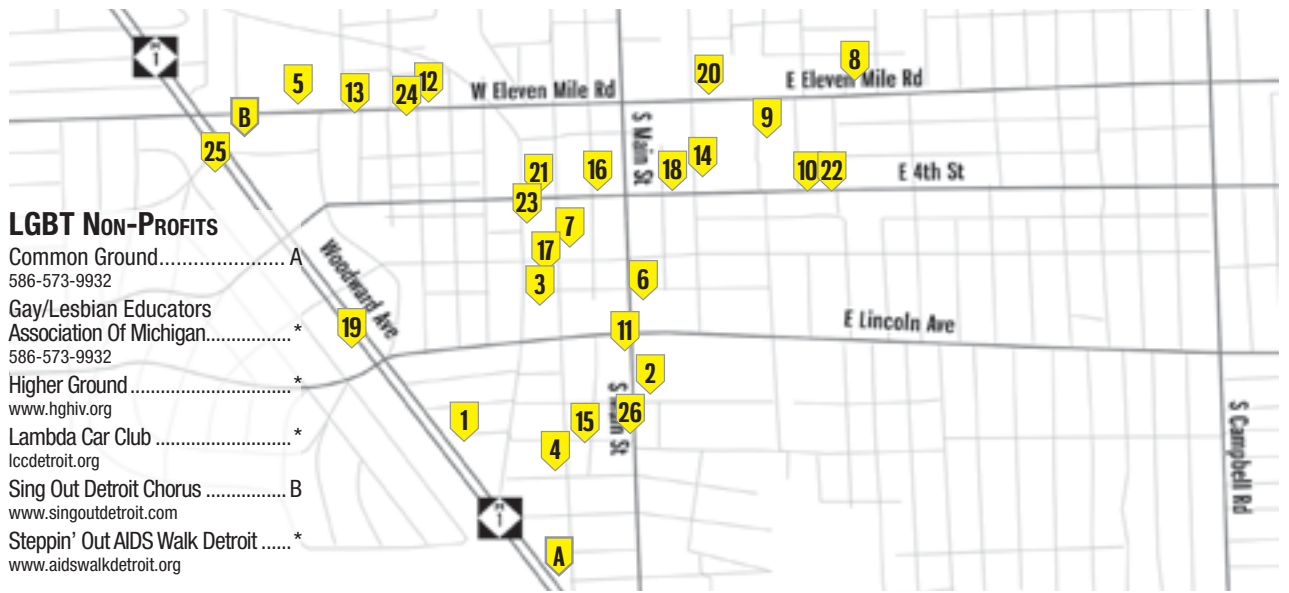 M
1
5
13
24
12
W Eleven Mile Rd
20
E Eleven Mile Rd
8
B
25
9
S Main St
21
16
18
14
10
22
E 4th St
23
7
17
3
6
LGBT Non-Profits
Common Ground...................... A
586-573-9932
Gay/Lesbian Educators
Association Of Michigan................. *
586-573-9932
Higher Ground ................................ *
www.hghiv.org
Lambda Car Club ........................... *
lccdetroit.org
Sing Out Detroit Chorus ................ B
www.singoutdetroit.com
Steppin' Out AIDS Walk Detroit ...... *
www.aidswalkdetroit.org
Woodward Ave
19
11
E Lincoln Ave
2
S Main St
26
1
15
4
S Campbell Rd
M
1
A